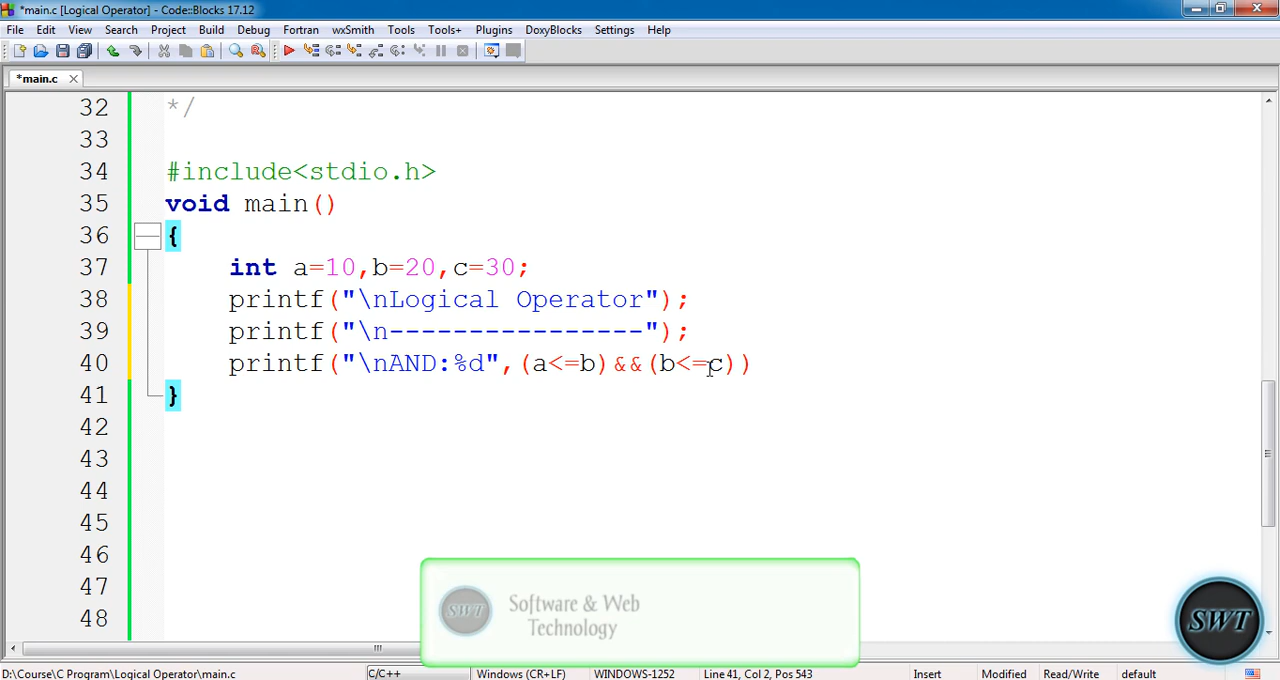 *main.c [Logical Operator] - Code::Blocks 17.12
File Edit View Search Project Build Debug Fortran wxSmith Tools Tools+ Plugins DoxyBlocks Settings Help
*main.c
32 */
33
34 #include<stdio.h>
35 void main()
36 {
37 int a=10,b=20,c=30;
38 printf("\nLogical Operator");
39 printf("\n----------------");
40 printf("\nAND:%d",(a<=b)&&(b<=c))
41 }
42
43
44
45
46
47
48
SWT Software & Web
Technology
SWT
D:\Course\C Program\Logical Operator\main.c C/C++ Windows (CR+LF) WINDOWS-1252 Line 41, Col 2, Pos 543 Insert Modified Read/Write default